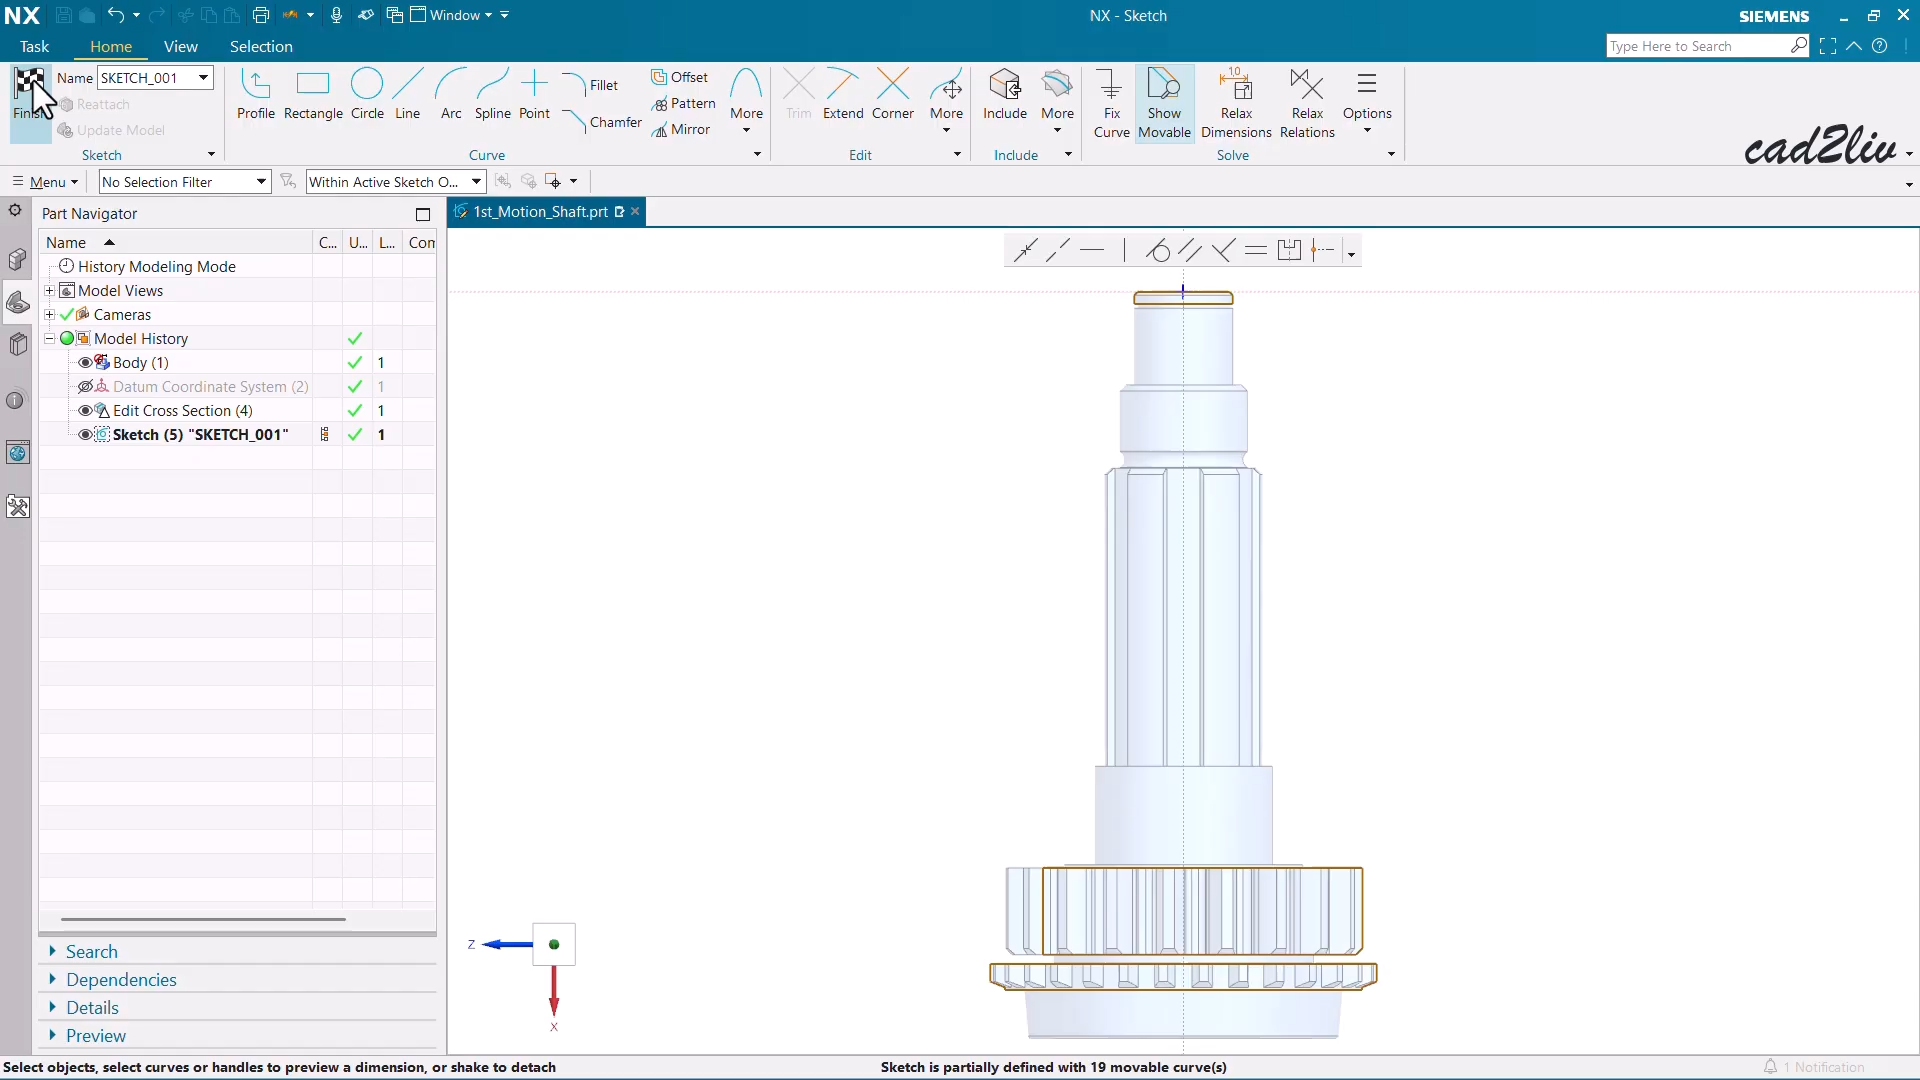 NX
Window
NX - Sketch
SIEMENS
Task
Home
View
Selection
Type Here to Search
Finish
Name
SKETCH_001
Reattach
Update Model
Sketch
Profile
Rectangle
Circle
Line
Arc
Spline
Point
Fillet
Chamfer
Offset
Pattern
Mirror
More
Curve
Trim
Extend
Corner
More
Edit
Include
More
Include
Fix
Curve
Show
Movable
Relax
Dimensions
Relax
Relations
Options
Solve
cad2liv
Menu
No Selection Filter
Within Active Sketch O...
Part Navigator
1st_Motion_Shaft.prt
Name
C...
U...
L...
Com
History Modeling Mode
Model Views
Cameras
Model History
Body (1)
1
Datum Coordinate System (2)
1
Edit Cross Section (4)
1
Sketch (5) "SKETCH_001"
1
Z
X
Search
Dependencies
Details
Preview
Select objects, select curves or handles to preview a dimension, or shake to detach
Sketch is partially defined with 19 movable curve(s)
1 Notification